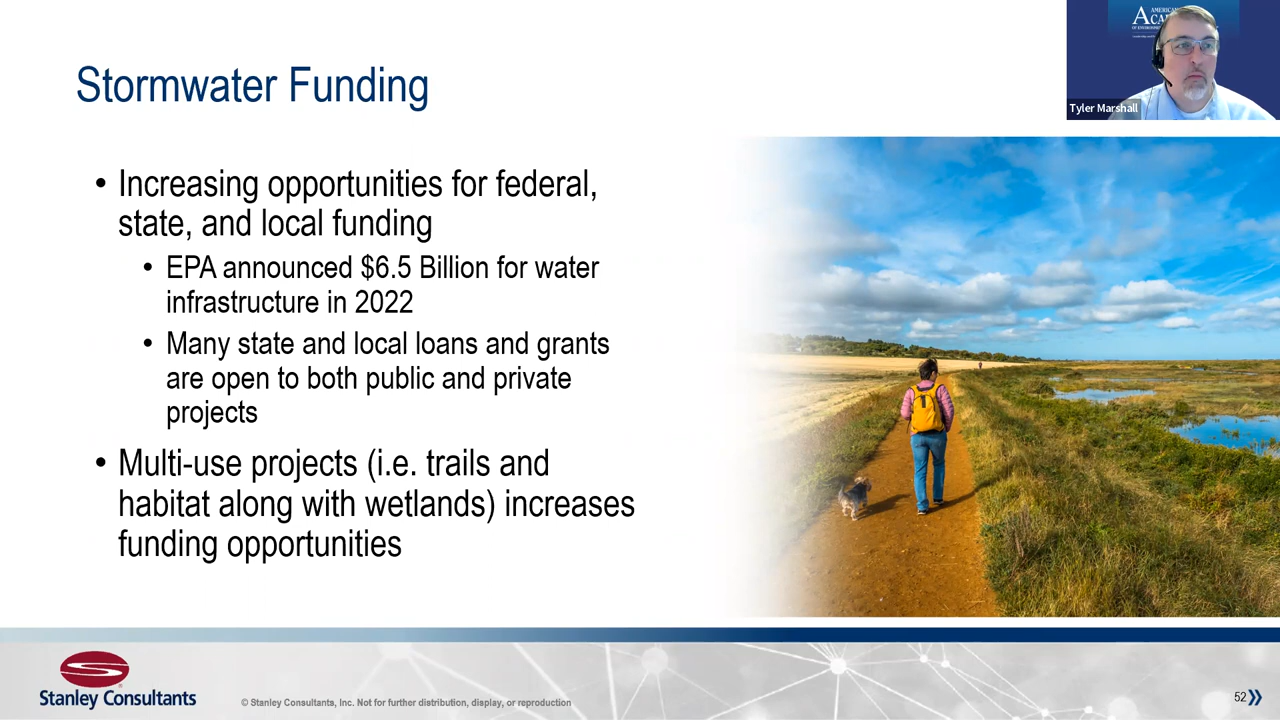 Stormwater Funding
• Increasing opportunities for federal,
state, and local funding
• EPA announced $6.5 Billion for water
infrastructure in 2022
• Many state and local loans and grants
are open to both public and private
projects
• Multi-use projects (i.e. trails and
habitat along with wetlands) increases
funding opportunities
Tyler Marshall
Stanley Consultants
© Stanley Consultants, Inc. Not for further distribution, display, or reproduction
52